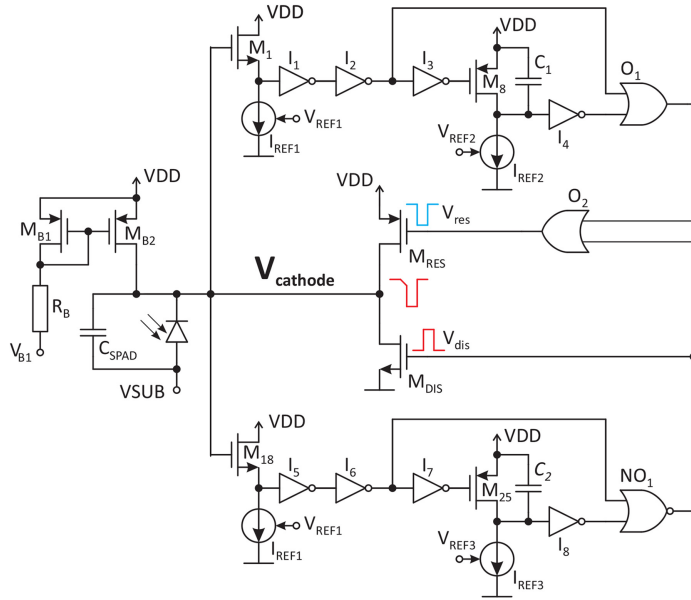 VDD
M1
I1
I2
I3
VDD
M8
C1
O1
VREF1
IREF1
VREF2
IREF2
I4
VDD
MB1
MB2
RB
VB1
CSPAD
VSUB
Vcathode
VDD
Vres
MRES
O2
Vdis
MDIS
VDD
M18
I5
I6
I7
VDD
M25
C2
NO1
VREF1
IREF1
VREF3
IREF3
I8